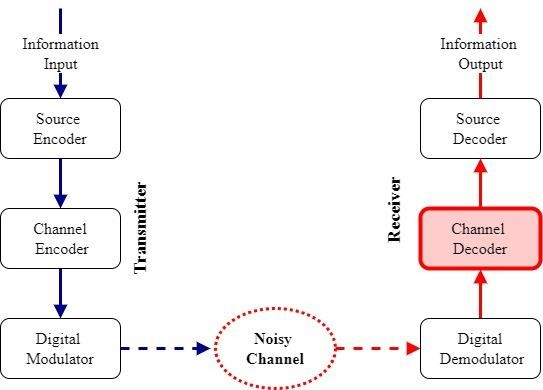 Information
Input
Source
Encoder
Channel
Encoder
Digital
Modulator
Transmitter
Noisy
Channel
Receiver
Information
Output
Source
Decoder
Channel
Decoder
Digital
Demodulator